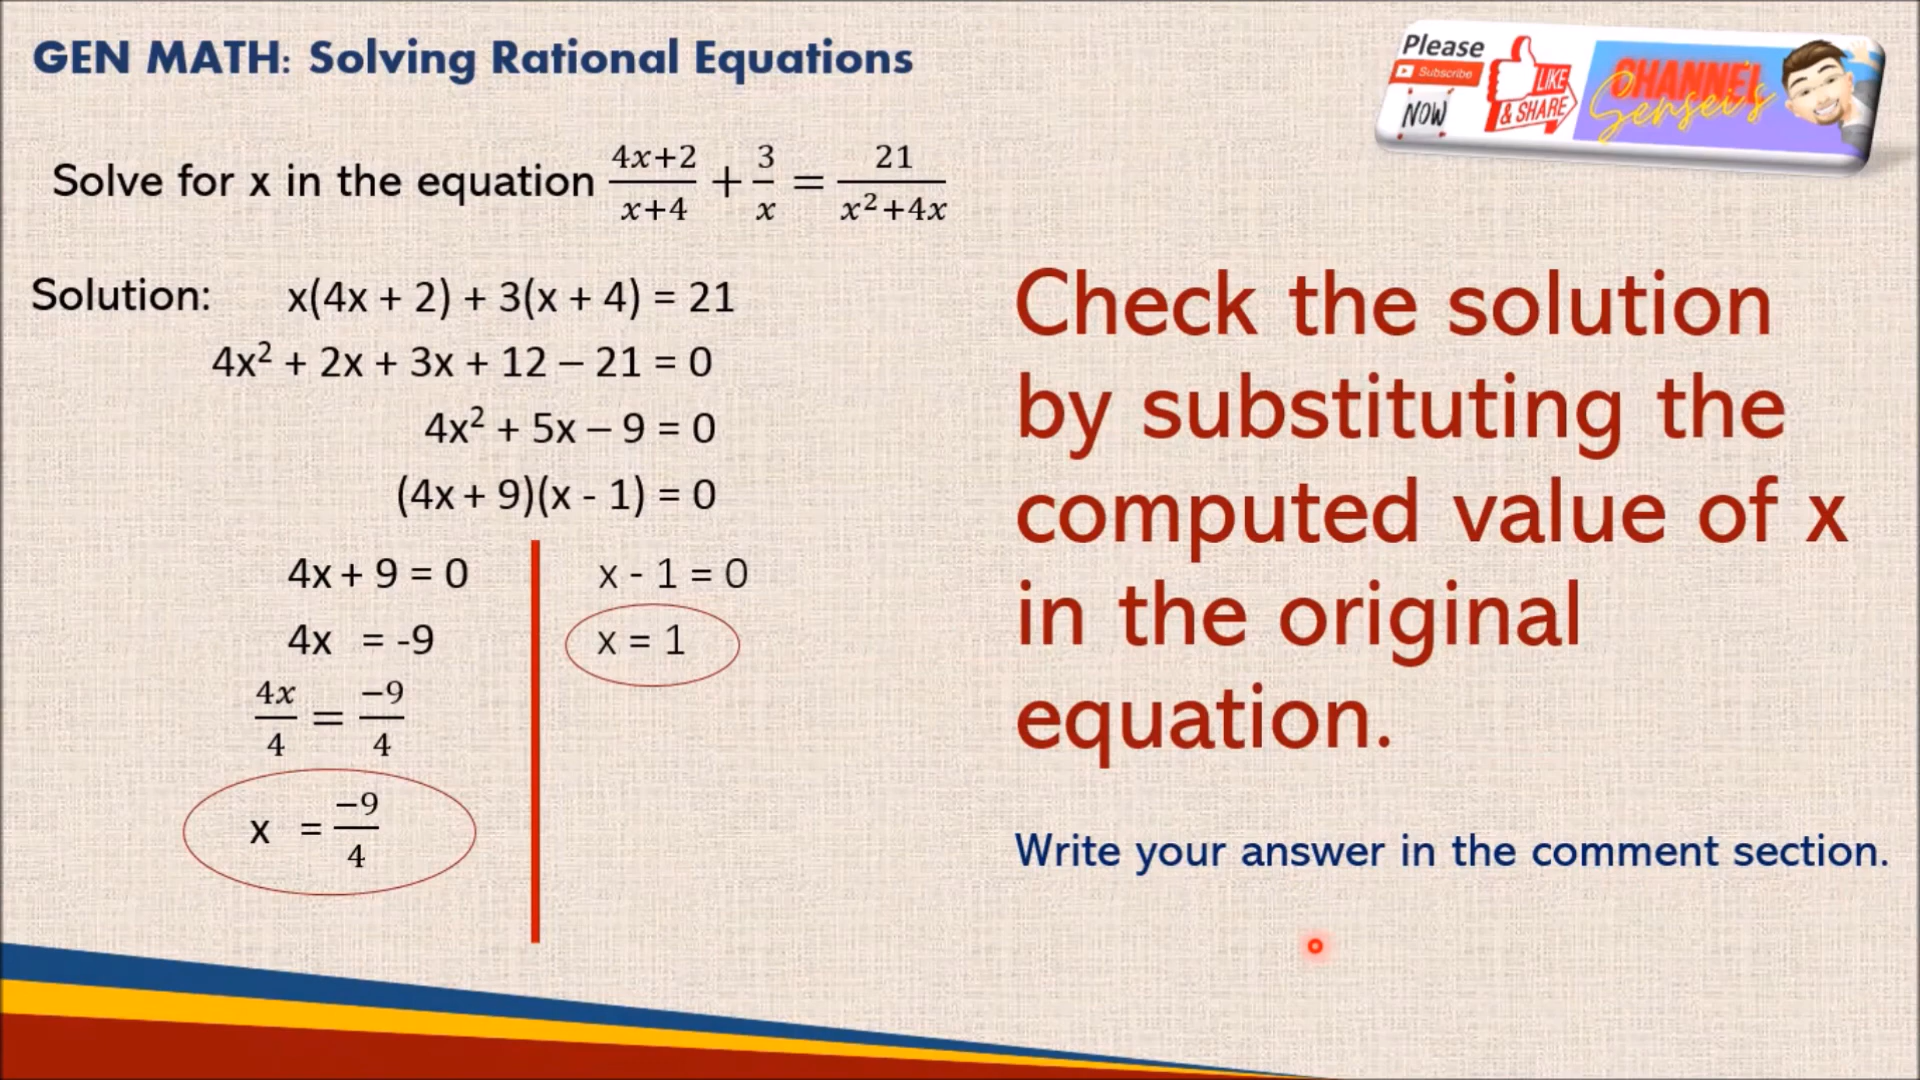 GEN MATH: Solving Rational Equations
Please
Subscribe
NOW
LIKE
& SHARE
CHANNEL
Sensei's
Solve for x in the equation (4x+2)/(x+4) + 3/x = 21/(x²+4x)
Solution: x(4x + 2) + 3(x + 4) = 21
4x² + 2x + 3x + 12 – 21 = 0
4x² + 5x – 9 = 0
(4x + 9)(x - 1) = 0
4x + 9 = 0
4x = -9
4x/4 = −9/4
x = −9/4
x - 1 = 0
x = 1
Check the solution
by substituting the
computed value of x
in the original
equation.
Write your answer in the comment section.